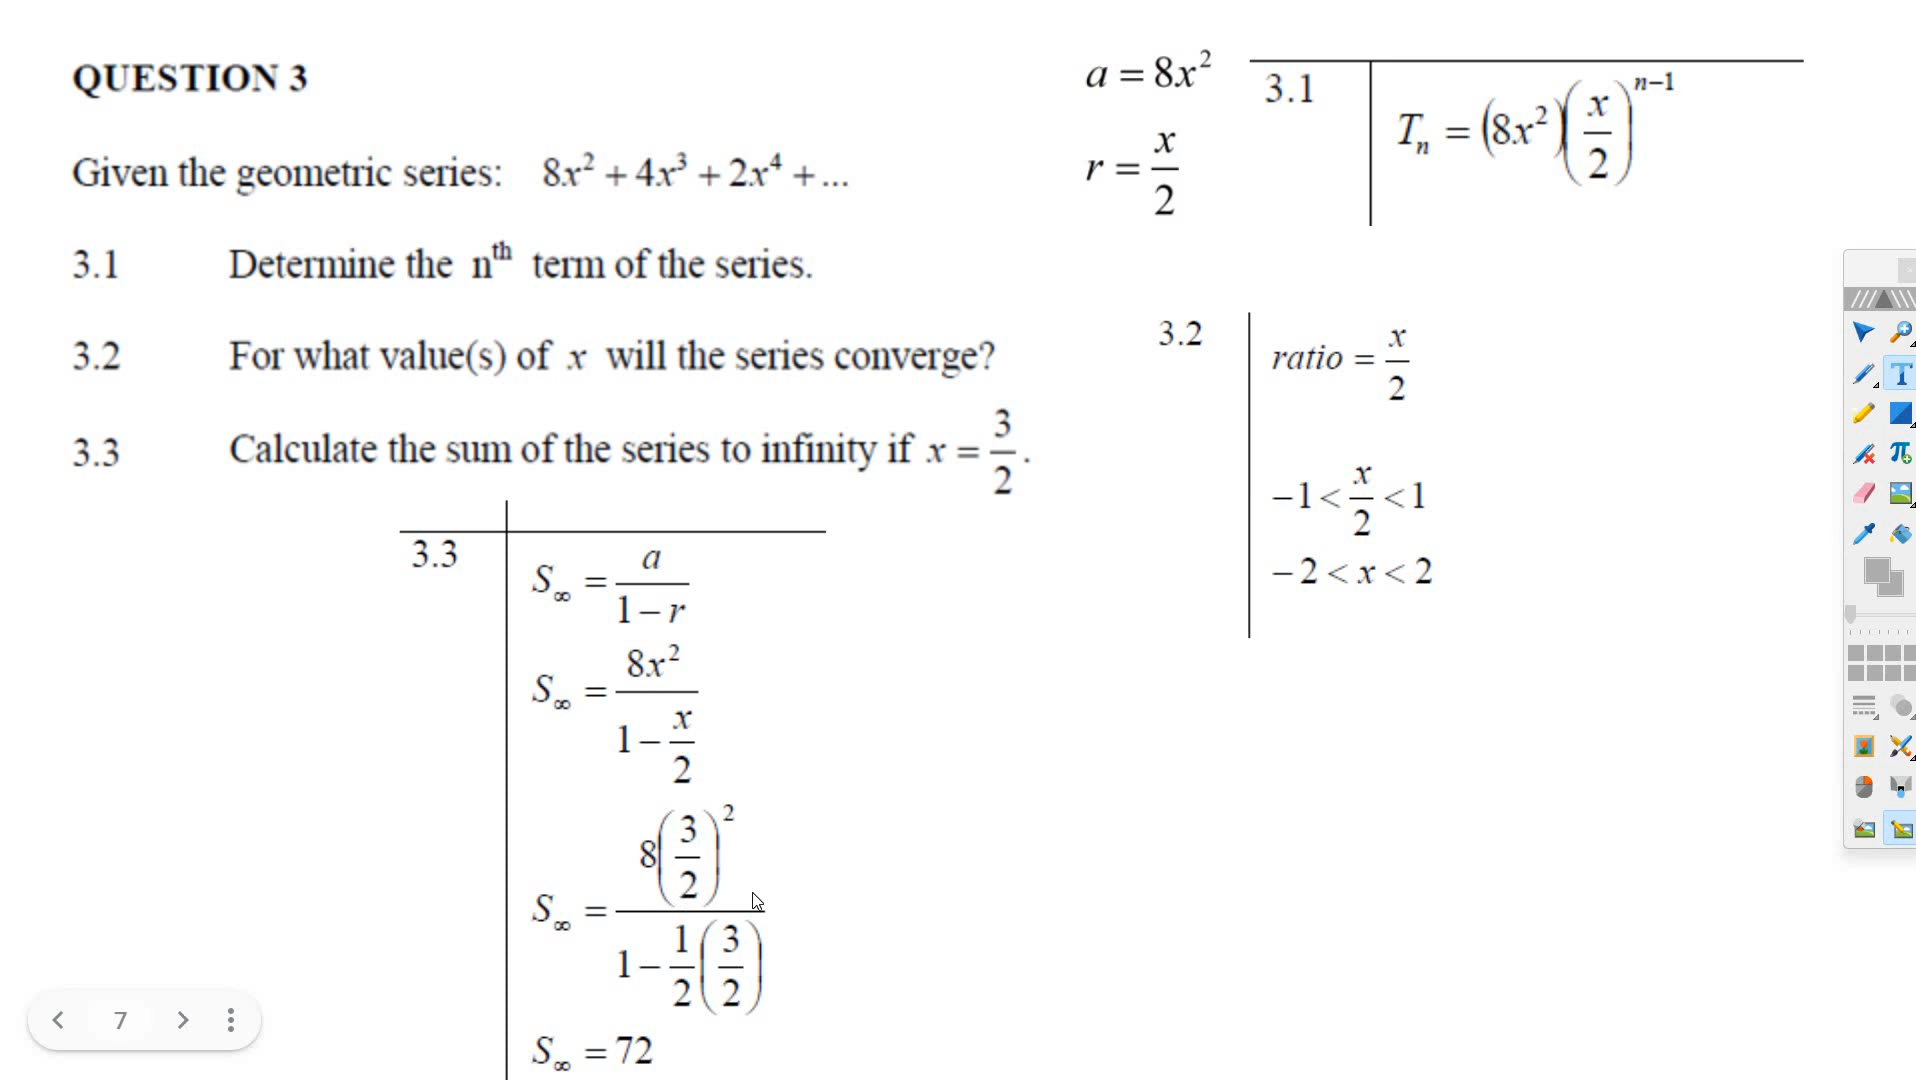 QUESTION 3
Given the geometric series: 8x² + 4x³ + 2x⁴ + ...
3.1 Determine the nᵗʰ term of the series.
3.2 For what value(s) of x will the series converge?
3.3 Calculate the sum of the series to infinity if x = 3/2.
a = 8x²
r = x/2
3.1 Tₙ = (8x²)(x/2)ⁿ⁻¹
3.2 ratio = x/2
−1 < x/2 < 1
−2 < x < 2
3.3 S∞ = a/(1 − r)
S∞ = 8x²/(1 − x/2)
S∞ = 8(3/2)²/(1 − 1/2(3/2))
S∞ = 72
7